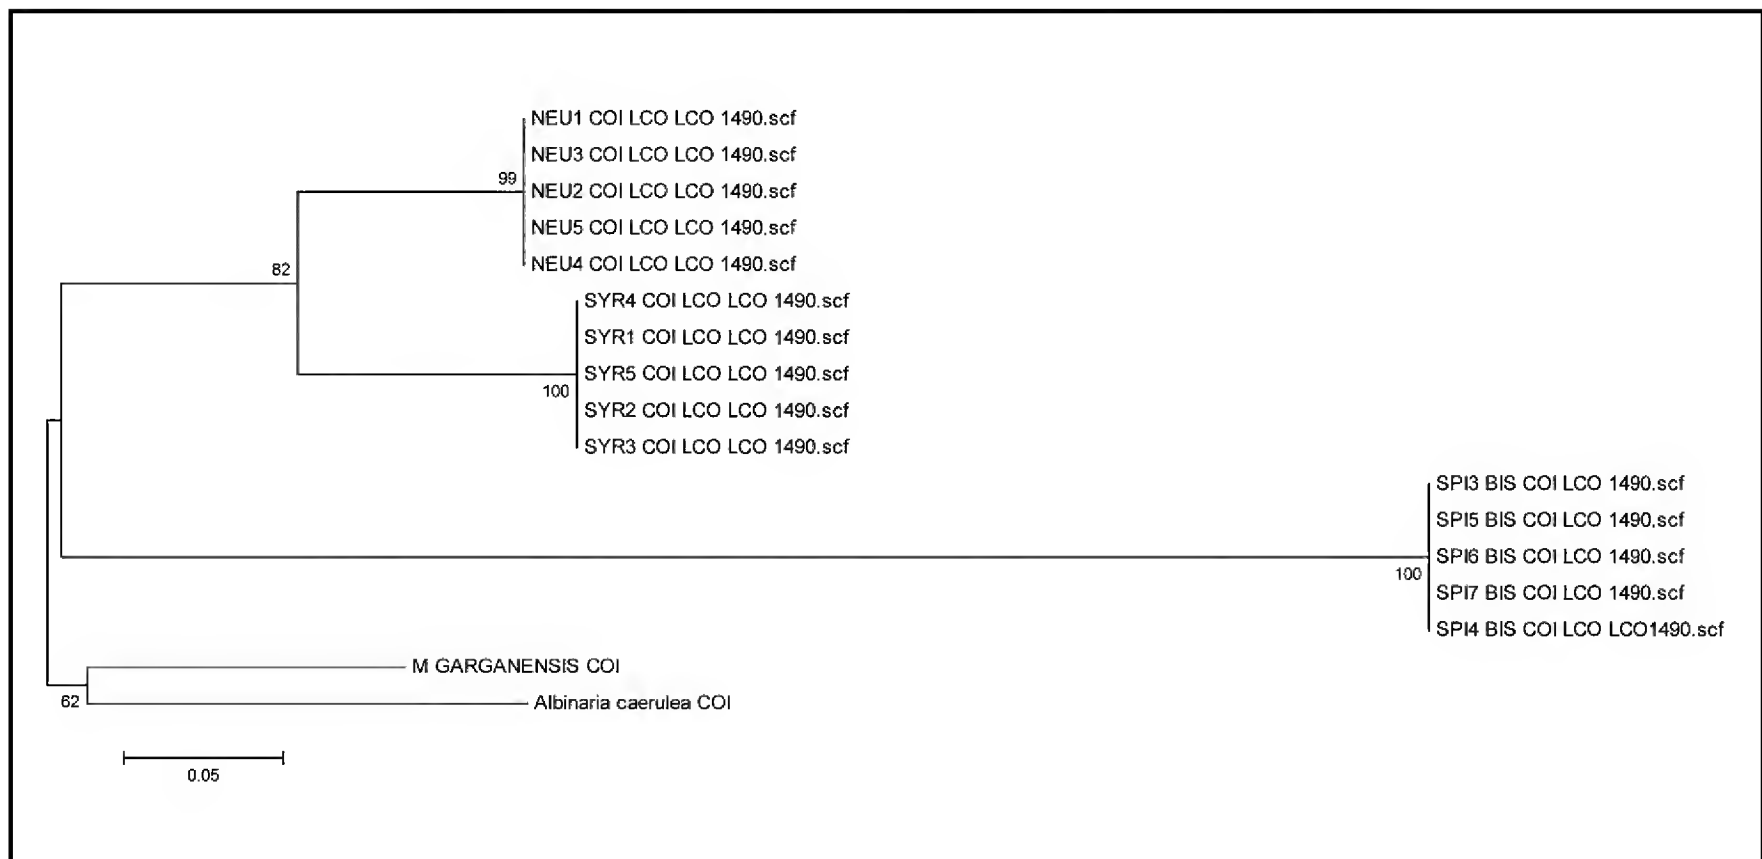 NEU1 COI LCO LCO 1490.scf
NEU3 COI LCO LCO 1490.scf
99
NEU2 COI LCO LCO 1490.scf
NEU5 COI LCO LCO 1490.scf
NEU4 COI LCO LCO 1490.scf
82
SYR4 COI LCO LCO 1490.scf
SYR1 COI LCO LCO 1490.scf
SYR5 COI LCO LCO 1490.scf
100
SYR2 COI LCO LCO 1490.scf
SYR3 COI LCO LCO 1490.scf
SPI3 BIS COI LCO 1490.scf
SPI5 BIS COI LCO 1490.scf
SPI6 BIS COI LCO 1490.scf
100
SPI7 BIS COI LCO 1490.scf
SPI4 BIS COI LCO LCO1490.scf
M GARGANENSIS COI
62
Albinaria caerulea COI
0.05